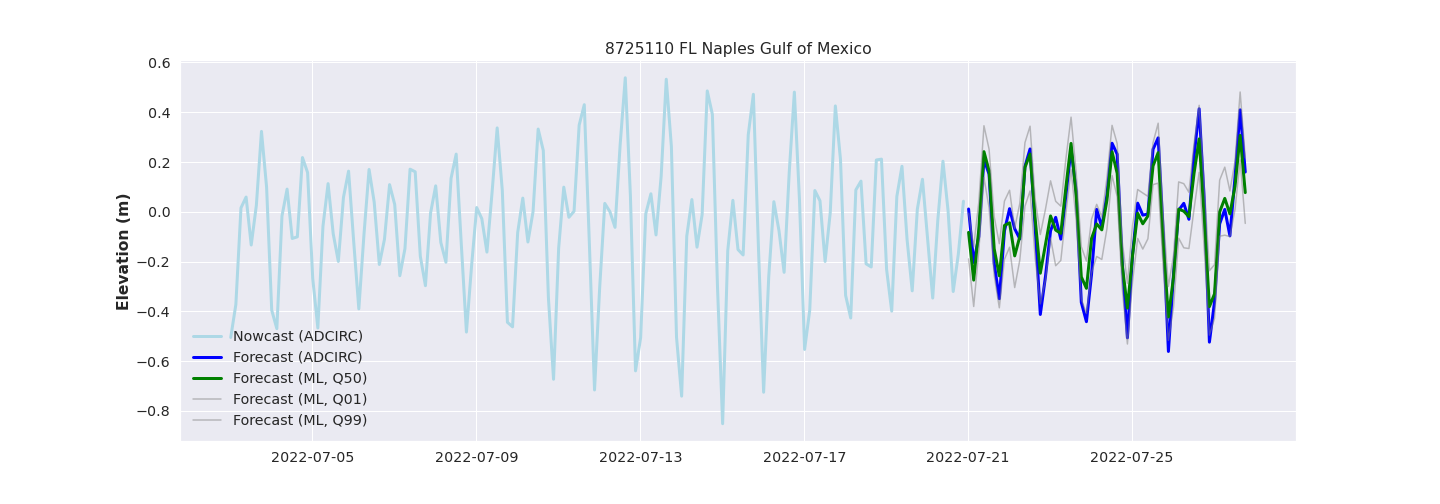 8725110 FL Naples Gulf of Mexico
0.6
0.4
0.2
0.0
−0.2
−0.4
−0.6
−0.8
Elevation (m)
Nowcast (ADCIRC)
Forecast (ADCIRC)
Forecast (ML, Q50)
Forecast (ML, Q01)
Forecast (ML, Q99)
2022-07-05 2022-07-09 2022-07-13 2022-07-17 2022-07-21 2022-07-25